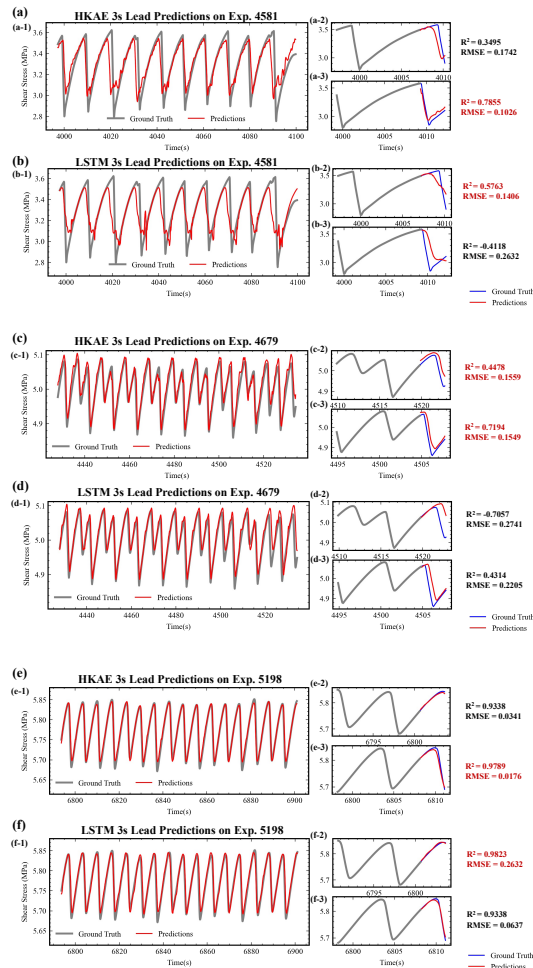 (a)
HKAE 3s Lead Predictions on Exp. 4581
(a-1)
Shear Stress (MPa)
3.6
3.4
3.2
3.0
2.8
Ground Truth
Predictions
4000
4020
4040
4060
4080
4100
Time(s)
(a-2)
3.5
3.0
4000
4005
4010
R² = 0.3495
RMSE = 0.1742
(a-3)
3.5
3.0
4000
4005
4010
Time(s)
R² = 0.7855
RMSE = 0.1026
(b)
LSTM 3s Lead Predictions on Exp. 4581
(b-1)
Shear Stress (MPa)
3.6
3.4
3.2
3.0
2.8
Ground Truth
Predictions
4000
4020
4040
4060
4080
4100
Time(s)
(b-2)
3.5
3.0
4000
4005
4010
R² = 0.5763
RMSE = 0.1406
(b-3)
3.5
3.0
4000
4005
4010
Time(s)
R² = -0.4118
RMSE = 0.2632
Ground Truth
Predictions
(c)
HKAE 3s Lead Predictions on Exp. 4679
(c-1)
Shear Stress (MPa)
5.1
5.0
4.9
Ground Truth
Predictions
4440
4460
4480
4500
4520
Time(s)
(c-2)
5.0
4.9
4510
4515
4520
R² = 0.4478
RMSE = 0.1559
(c-3)
5.0
4.9
4495
4500
4505
Time(s)
R² = 0.7194
RMSE = 0.1549
(d)
LSTM 3s Lead Predictions on Exp. 4679
(d-1)
Shear Stress (MPa)
5.1
5.0
4.9
Ground Truth
Predictions
4440
4460
4480
4500
4520
Time(s)
(d-2)
5.1
5.0
4.9
4510
4515
4520
R² = -0.7057
RMSE = 0.2741
(d-3)
5.0
4.9
4495
4500
4505
Time(s)
R² = 0.4314
RMSE = 0.2205
Ground Truth
Predictions
(e)
HKAE 3s Lead Predictions on Exp. 5198
(e-1)
Shear Stress (MPa)
5.85
5.80
5.75
5.70
5.65
Ground Truth
Predictions
6800
6820
6840
6860
6880
6900
Time(s)
(e-2)
5.8
5.7
6795
6800
R² = 0.9338
RMSE = 0.0341
(e-3)
5.8
5.7
6800
6805
6810
Time(s)
R² = 0.9789
RMSE = 0.0176
(f)
LSTM 3s Lead Predictions on Exp. 5198
(f-1)
Shear Stress (MPa)
5.85
5.80
5.75
5.70
5.65
Ground Truth
Predictions
6800
6820
6840
6860
6880
6900
Time(s)
(f-2)
5.8
5.7
6795
6800
R² = 0.9823
RMSE = 0.2632
(f-3)
5.8
5.7
6800
6805
6810
Time(s)
R² = 0.9338
RMSE = 0.0637
Ground Truth
Predictions